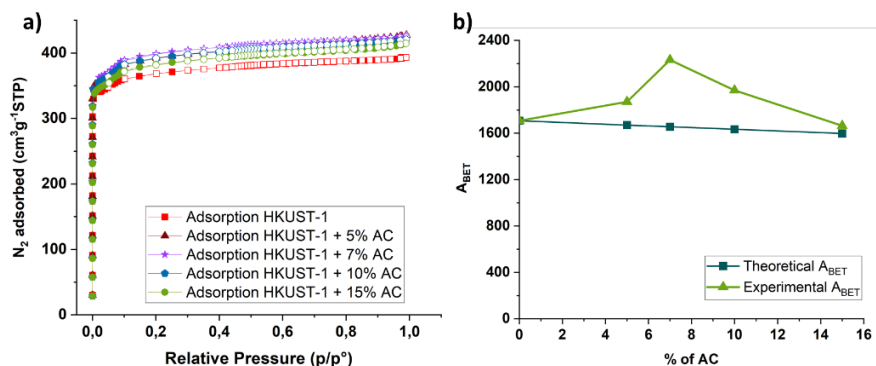 a)
N₂ adsorbed (cm³g⁻¹STP)
400
300
200
100
0
0,0
0,2
0,4
0,6
0,8
1,0
Relative Pressure (p/p°)
Adsorption HKUST-1
Adsorption HKUST-1 + 5% AC
Adsorption HKUST-1 + 7% AC
Adsorption HKUST-1 + 10% AC
Adsorption HKUST-1 + 15% AC
b)
A_BET
2400
2000
1600
1200
800
400
0
0
2
4
6
8
10
12
14
16
% of AC
Theoretical A_BET
Experimental A_BET